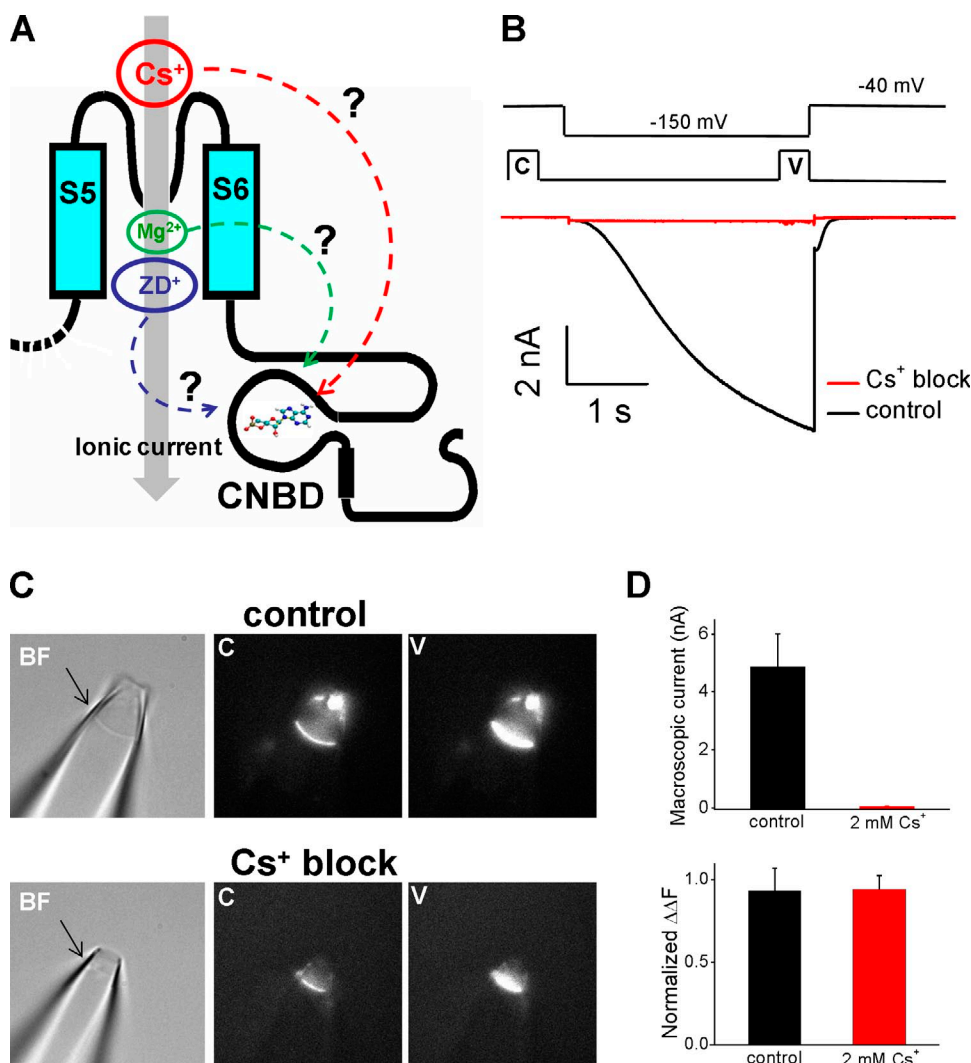 A
Cs⁺
?
S5
S6
Mg²⁺
?
ZD⁺
?
Ionic current
CNBD
B
-40 mV
-150 mV
C
V
2 nA
1 s
Cs⁺ block
control
C
control
BF
C
V
Cs⁺ block
BF
C
V
D
Macroscopic current (nA)
6
4
2
0
control
2 mM Cs⁺
Normalized ΔΔF
1.0
0.5
0.0
control
2 mM Cs⁺